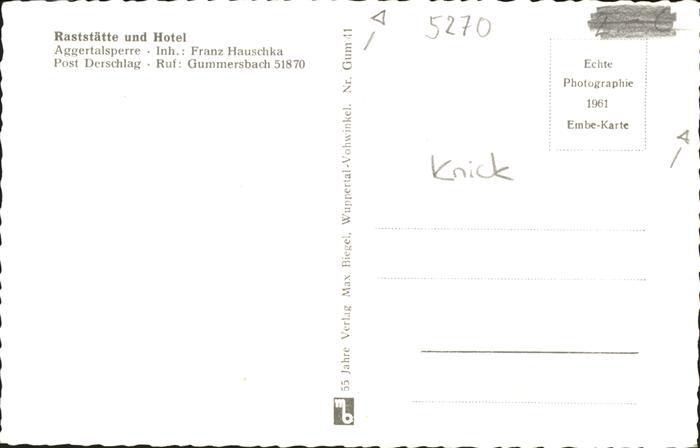 Raststätte und Hotel
Aggertalsperre · Inh.: Franz Hauschka
Post Derschlag · Ruf: Gummersbach 51870
55 Jahre Verlag Max Biegel, Wuppertal-Vohwinkel. Nr. Gum 41
mb
5270
Echte
Photographie
1961
Embe-Karte
Knick